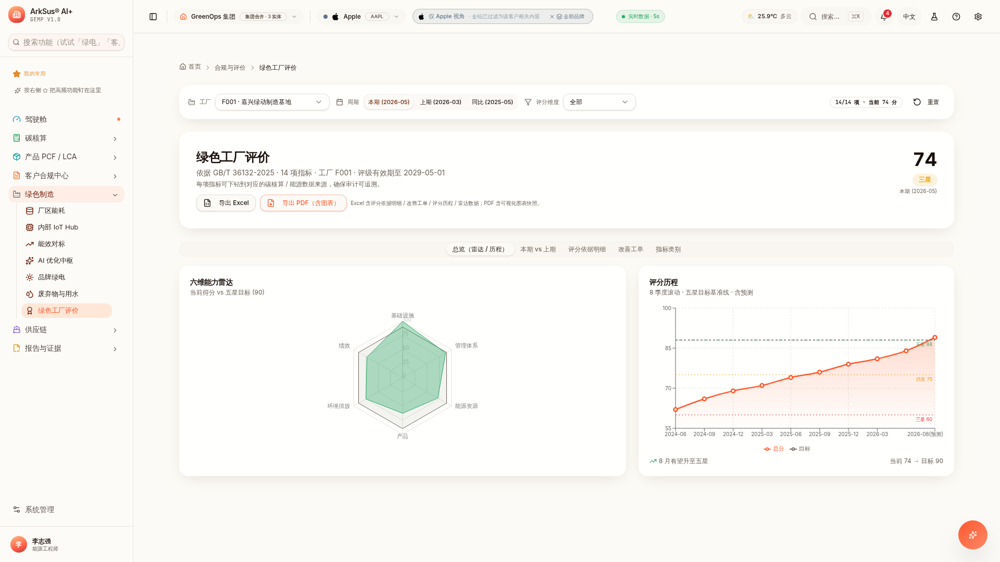 ArkSus® AI+
GEMP V1.0
搜索功能（试试「绿电」「客.
我的常用
按右侧 ☆ 把高频功能钉在这里
驾驶舱
碳核算
产品 PCF / LCA
客户合规中心
绿色制造
厂区能耗
内部 IoT Hub
能效对标
AI 优化中枢
品牌绿电
废弃物与用水
绿色工厂评价
供应链
报告与证据
系统管理
李
李志强
能源工程师
GreenOps 集团 集团合并 · 3 实体
Apple AAPL
仅 Apple 视角 · 全站已过滤为该客户相关内容 全部品牌
实时数据 · 5s
25.9°C 多云
搜索... ⌘K
4
中文
首页 合规与评价 绿色工厂评价
工厂 F001 · 嘉兴绿动制造基地 周期 本期 (2026-05) 上期 (2026-03) 同比 (2025-05) 评分维度 全部
14/14 项 · 当前 74 分 重置
绿色工厂评价
依据 GB/T 36132-2025 · 14 项指标 · 工厂 F001 · 评级有效期至 2029-05-01
每项指标可下钻到对应的碳核算 / 能源数据来源，确保审计可追溯。
导出 Excel 导出 PDF（含图表） Excel 含评分依据明细 / 改善工单 / 评分历程 / 雷达数据；PDF 含可视化图表快照。
74
三星
本期 (2026-05)
总览（雷达 / 历程） 本期 vs 上期 评分依据明细 改善工单 指标类别
六维能力雷达
当前得分 vs 五星目标 (90)
基础设施
100
75
50
25
0
绩效
管理体系
环境排放
能源资源
产品
评分历程
8 季度滚动 · 五星目标基准线 · 含预测
100
85
70
55
五星 88
四星 75
三星 60
2024-06 2024-09 2024-12 2025-03 2025-06 2025-09 2025-12 2026-03 2026-08(预测)
总分 目标
8 月有望升至五星
当前 74 → 目标 90